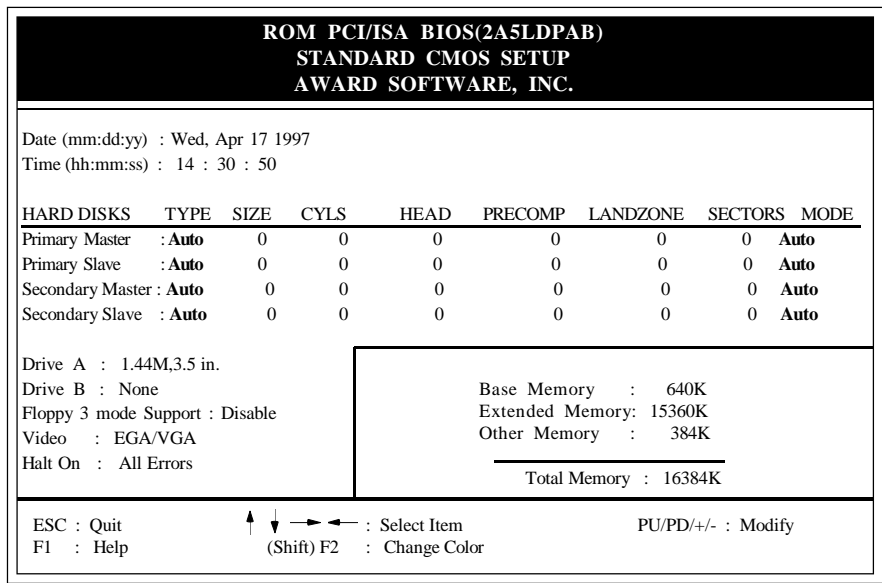 ROM PCI/ISA BIOS(2A5LDPAB)
STANDARD CMOS SETUP
AWARD SOFTWARE, INC.
Date (mm:dd:yy) : Wed, Apr 17 1997
Time (hh:mm:ss) : 14 : 30 : 50
HARD DISKS TYPE SIZE CYLS HEAD PRECOMP LANDZONE SECTORS MODE
Primary Master : Auto 0 0 0 0 0 0 Auto
Primary Slave : Auto 0 0 0 0 0 0 Auto
Secondary Master : Auto 0 0 0 0 0 0 Auto
Secondary Slave : Auto 0 0 0 0 0 0 Auto
Drive A : 1.44M,3.5 in.
Drive B : None
Floppy 3 mode Support : Disable
Video : EGA/VGA
Halt On : All Errors
Base Memory : 640K
Extended Memory: 15360K
Other Memory : 384K
Total Memory : 16384K
ESC : Quit ↑ ↓ → ← : Select Item PU/PD/+/- : Modify
F1 : Help (Shift) F2 : Change Color